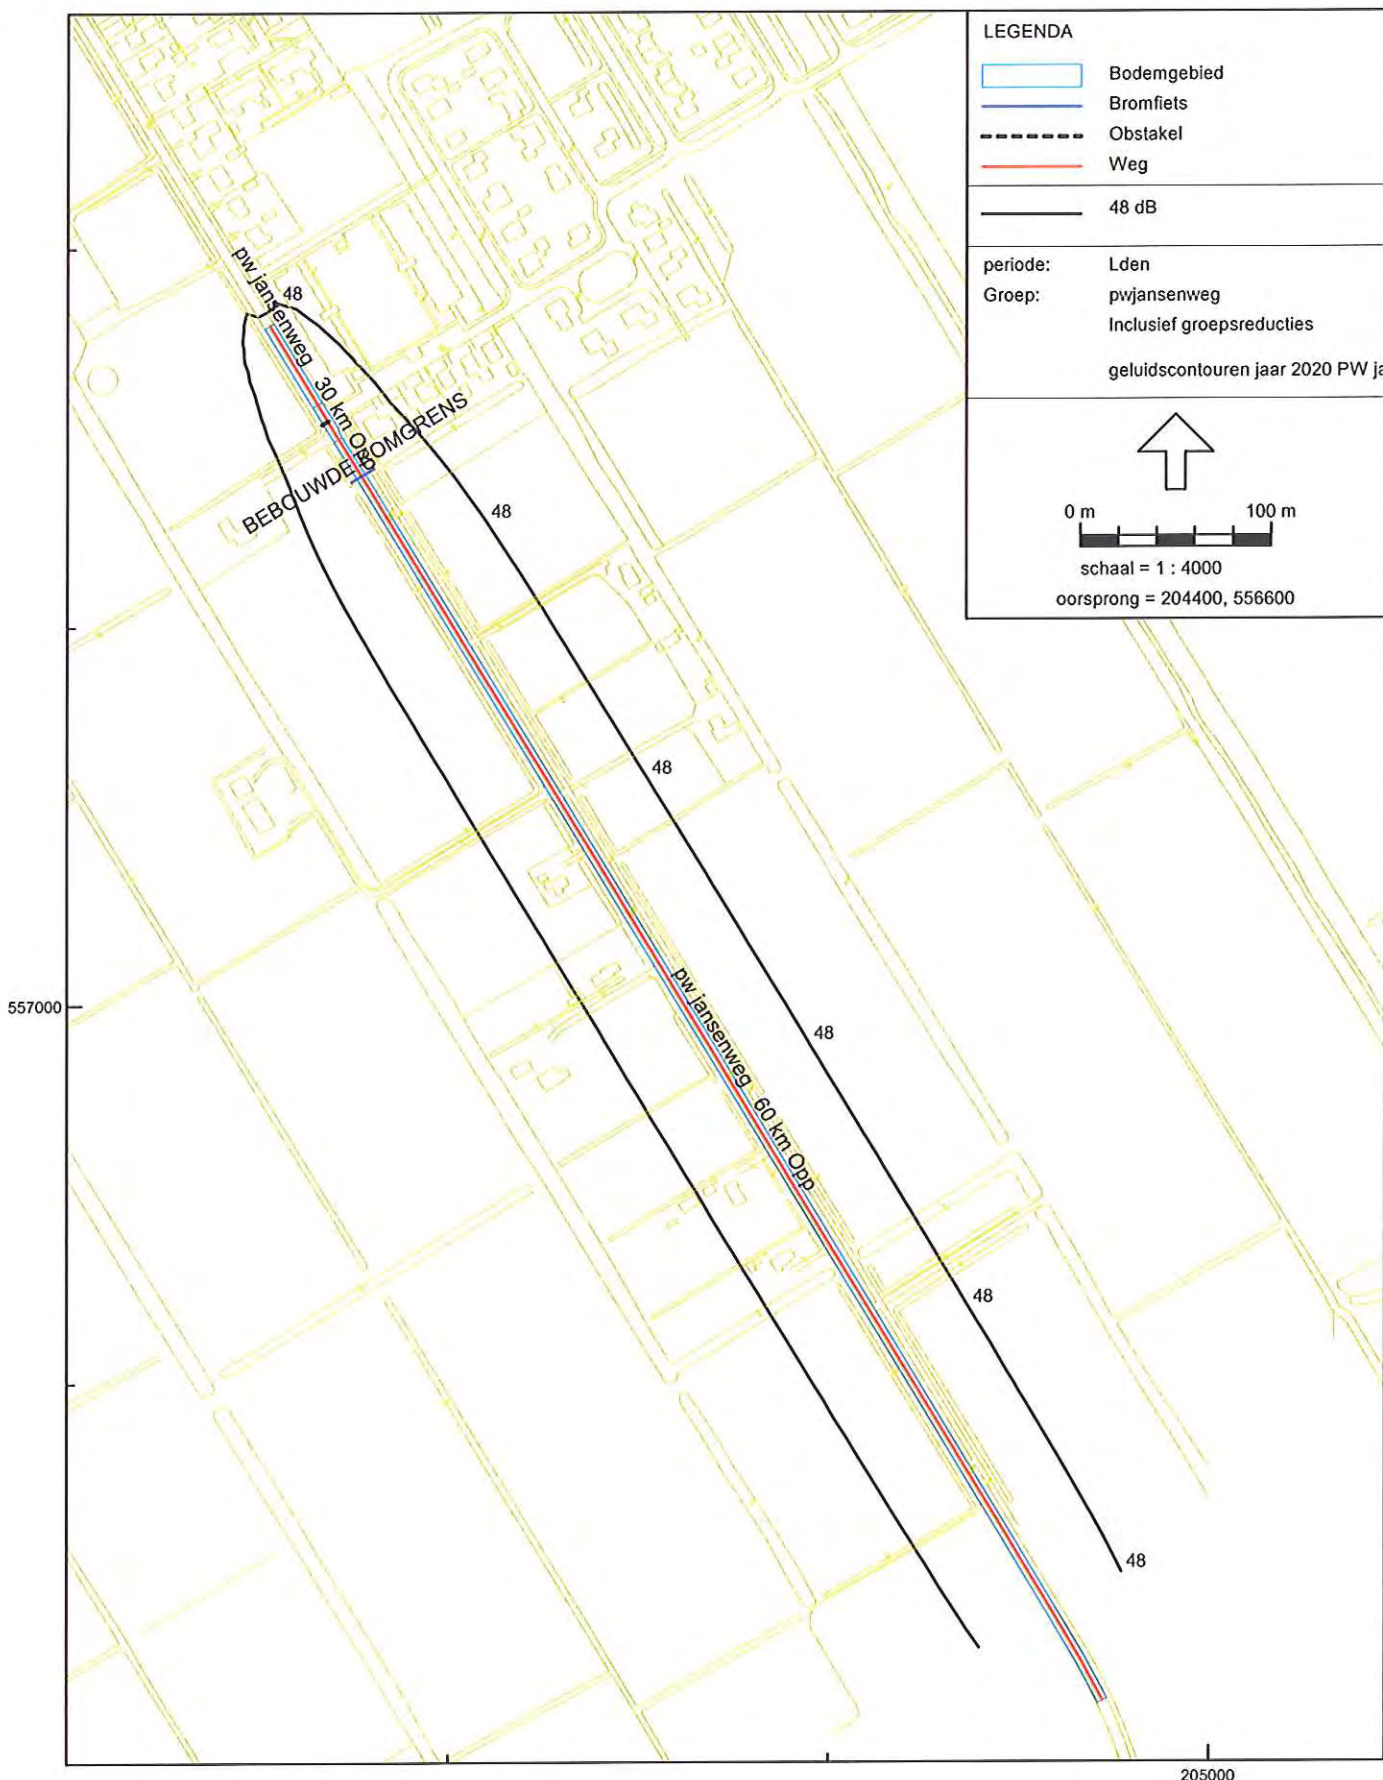 LEGENDA
Bodemgebied
Bromfiets
Obstakel
Weg
48 dB
periode: Lden
Groep: pwjansenweg
Inclusief groepsreducties
geluidscontouren jaar 2020 PW ja
0 m 100 m
schaal = 1 : 4000
oorsprong = 204400, 556600
pw jansenweg 30 km Opp
48
BEBOUWDE KOMGRENS
48
48
557000
pw jansenweg 60 km Opp
48
48
48
205000